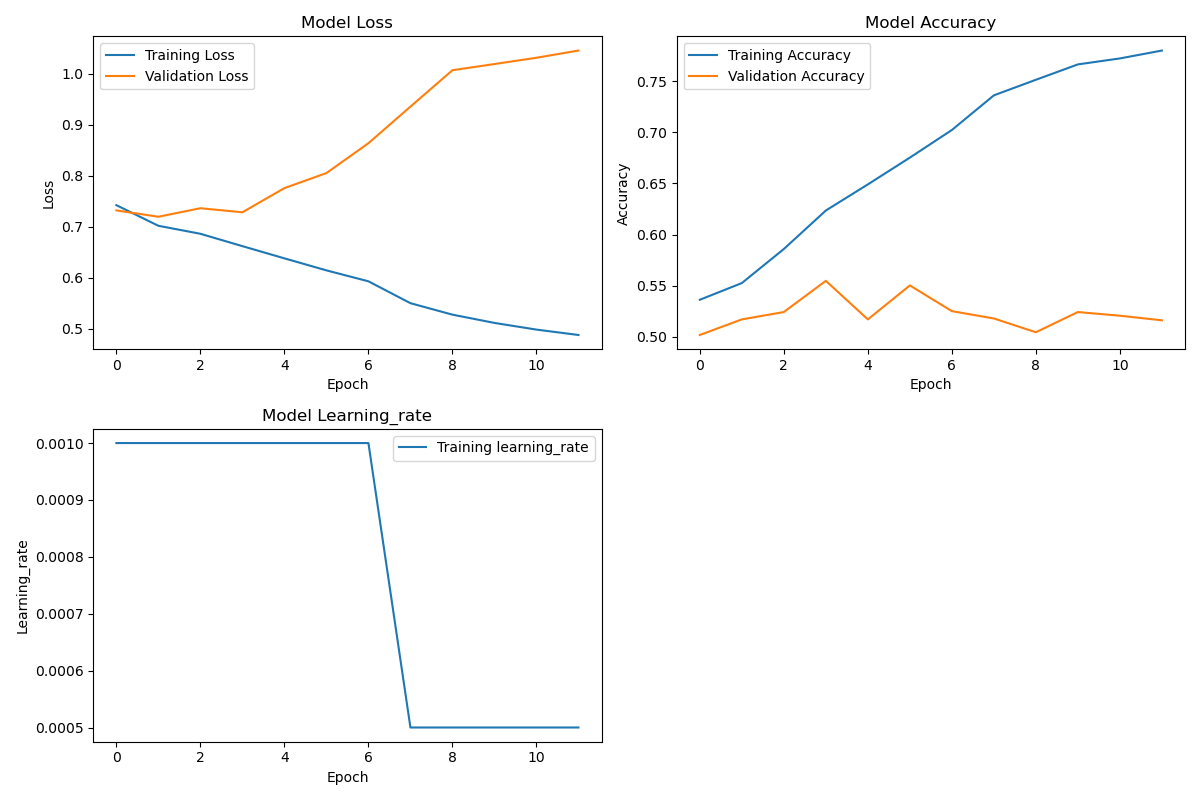 Model Loss
Training Loss
Validation Loss
1.0
0.9
0.8
0.7
0.6
0.5
Loss
0 2 4 6 8 10
Epoch
Model Accuracy
Training Accuracy
Validation Accuracy
0.75
0.70
0.65
0.60
0.55
0.50
Accuracy
0 2 4 6 8 10
Epoch
Model Learning_rate
Training learning_rate
0.0010
0.0009
0.0008
0.0007
0.0006
0.0005
Learning_rate
0 2 4 6 8 10
Epoch